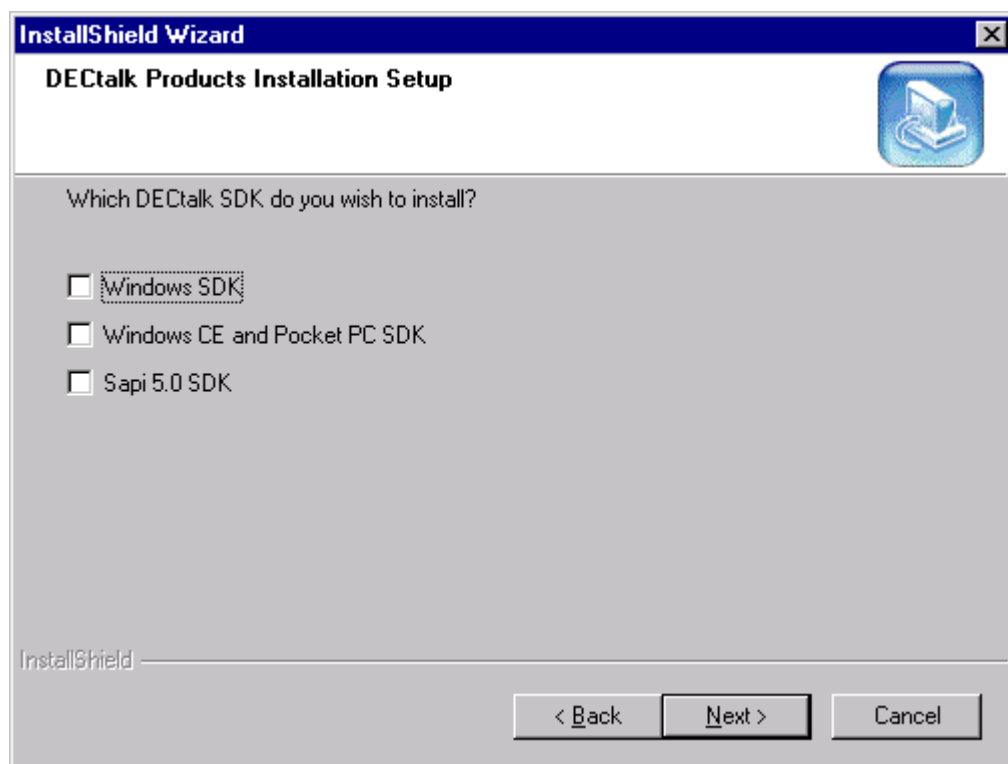 InstallShield Wizard
DECtalk Products Installation Setup
Which DECtalk SDK do you wish to install?
Windows SDK
Windows CE and Pocket PC SDK
Sapi 5.0 SDK
InstallShield
< Back Next > Cancel